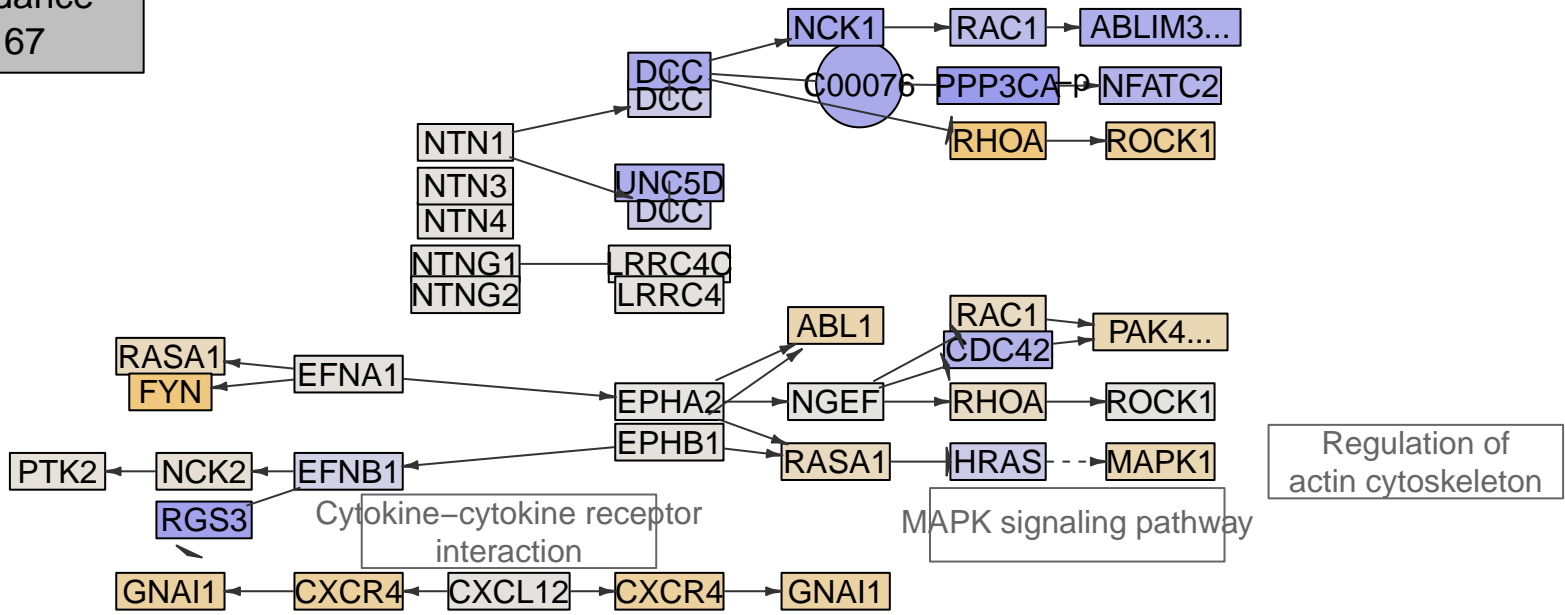 67
NCK1
RAC1
ABLIM3...
DCC
DCC
C00076
PPP3CA
+p
NFATC2
NTN1
RHOA
ROCK1
NTN3
NTN4
UNC5D
DCC
NTNG1
NTNG2
LRRC4C
LRRC4
RASA1
FYN
EFNA1
ABL1
RAC1
CDC42
PAK4...
EPHA2
EPHB1
NGEF
RHOA
ROCK1
PTK2
NCK2
EFNB1
RASA1
HRAS
MAPK1
Regulation of
actin cytoskeleton
RGS3
Cytokine–cytokine receptor
interaction
MAPK signaling pathway
GNAI1
CXCR4
CXCL12
CXCR4
GNAI1